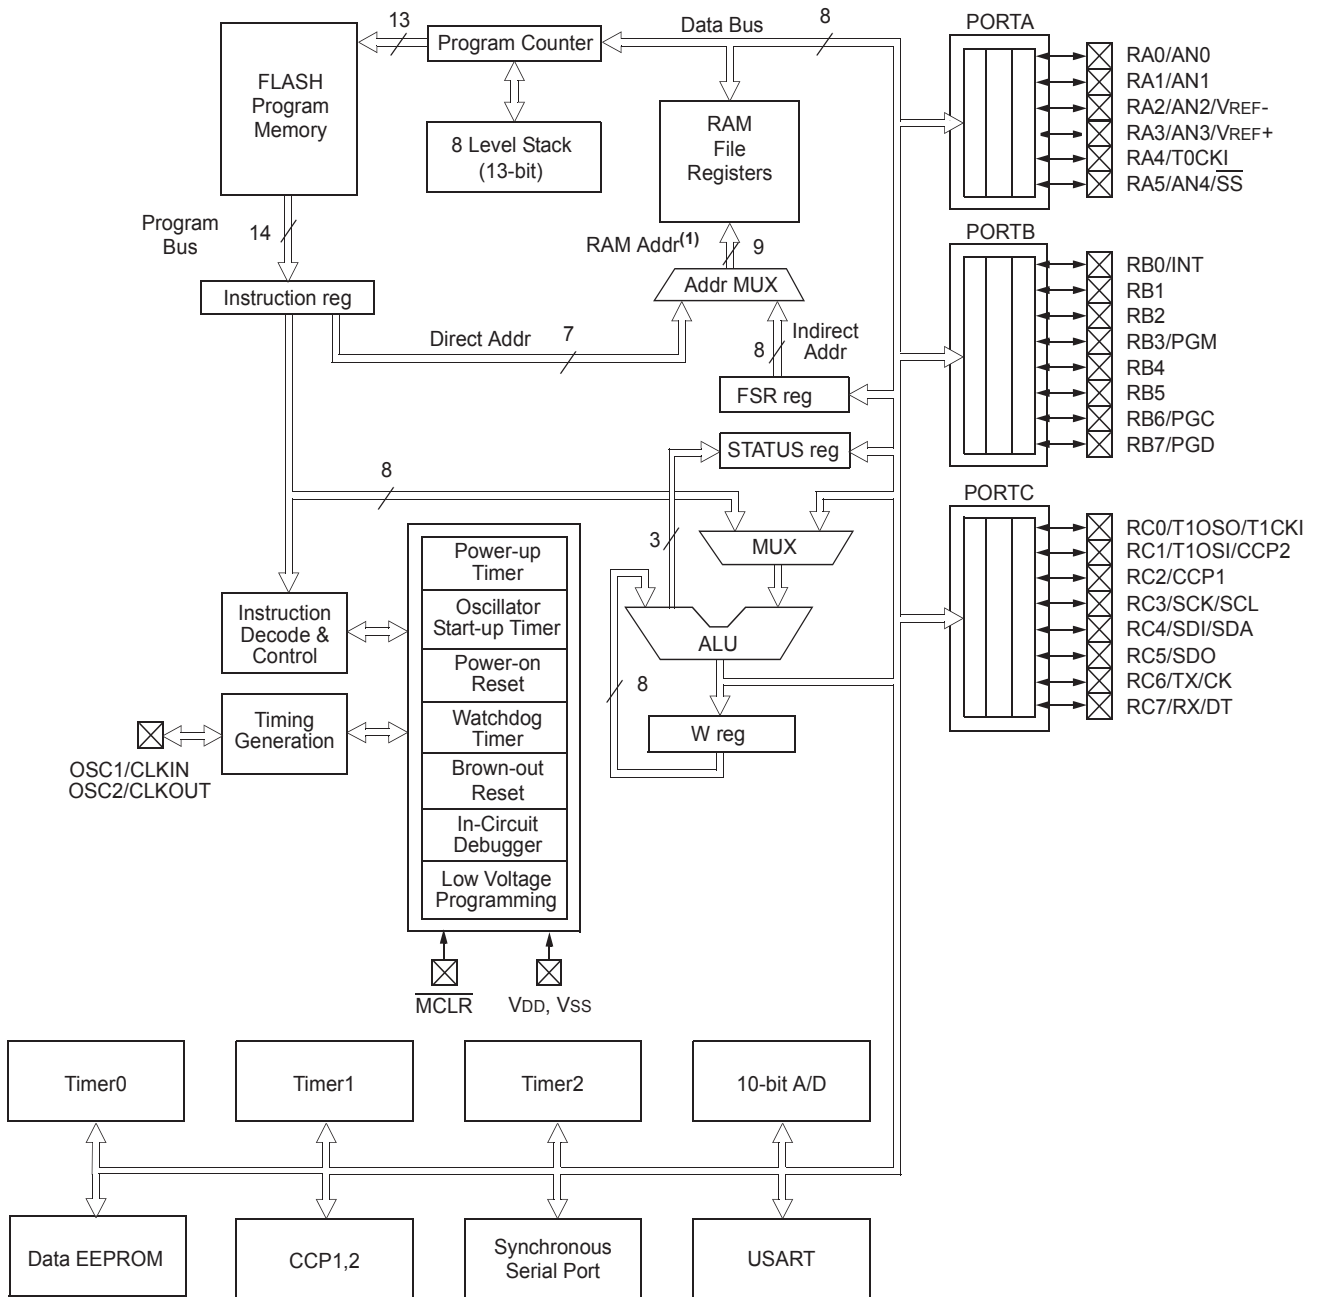 13
Program Counter
Data Bus
8
PORTA
FLASH
Program
Memory
8 Level Stack
(13-bit)
RAM
File
Registers
RA0/AN0
RA1/AN1
RA2/AN2/VREF-
RA3/AN3/VREF+
RA4/T0CKI
RA5/AN4/SS
Program
Bus
14
RAM Addr(1)
9
PORTB
Instruction reg
Addr MUX
Direct Addr
7
8
Indirect
Addr
FSR reg
RB0/INT
RB1
RB2
RB3/PGM
RB4
RB5
RB6/PGC
RB7/PGD
STATUS reg
8
PORTC
3
MUX
RC0/T1OSO/T1CKI
RC1/T1OSI/CCP2
RC2/CCP1
RC3/SCK/SCL
RC4/SDI/SDA
RC5/SDO
RC6/TX/CK
RC7/RX/DT
Power-up
Timer
Oscillator
Start-up Timer
Power-on
Reset
Watchdog
Timer
Brown-out
Reset
In-Circuit
Debugger
Low Voltage
Programming
Instruction
Decode &
Control
Timing
Generation
OSC1/CLKIN
OSC2/CLKOUT
ALU
8
W reg
MCLR
VDD, VSS
Timer0
Timer1
Timer2
10-bit A/D
Data EEPROM
CCP1,2
Synchronous
Serial Port
USART